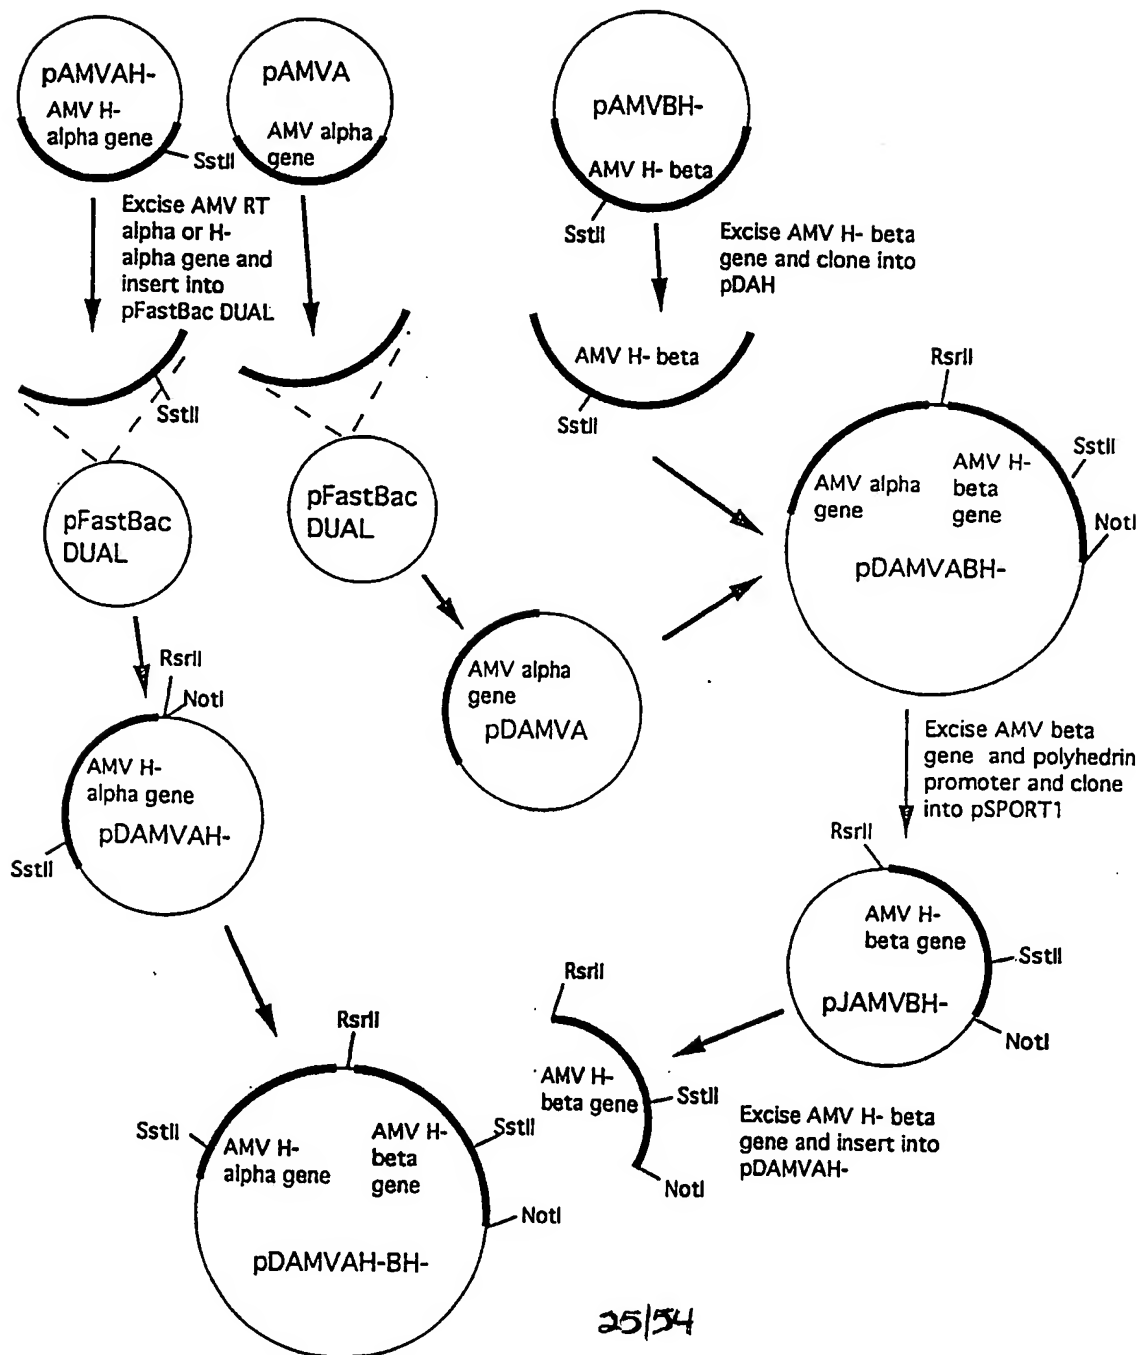 pAMVAH-
AMV H-
alpha gene
SstII
pAMVA
AMV alpha
gene
pAMVBH-
AMV H- beta
SstII
Excise AMV RT
alpha or H-
alpha gene and
insert into
pFastBac DUAL
Excise AMV H- beta
gene and clone into
pDAH
SstII
AMV H- beta
SstII
pFastBac
DUAL
pFastBac
DUAL
RsrII
AMV alpha
gene
AMV H-
beta
gene
SstII
NotI
pDAMVABH-
RsrII
NotI
AMV H-
alpha gene
pDAMVAH-
SstII
AMV alpha
gene
pDAMVA
Excise AMV beta
gene and polyhedrin
promoter and clone
into pSPORT1
RsrII
AMV H-
beta gene
SstII
pJAMVBH-
NotI
RsrII
AMV H-
beta gene
SstII
NotI
Excise AMV H- beta
gene and insert into
pDAMVAH-
RsrII
SstII
AMV H-
alpha gene
AMV H-
beta
gene
SstII
NotI
pDAMVAH-BH-
25/54